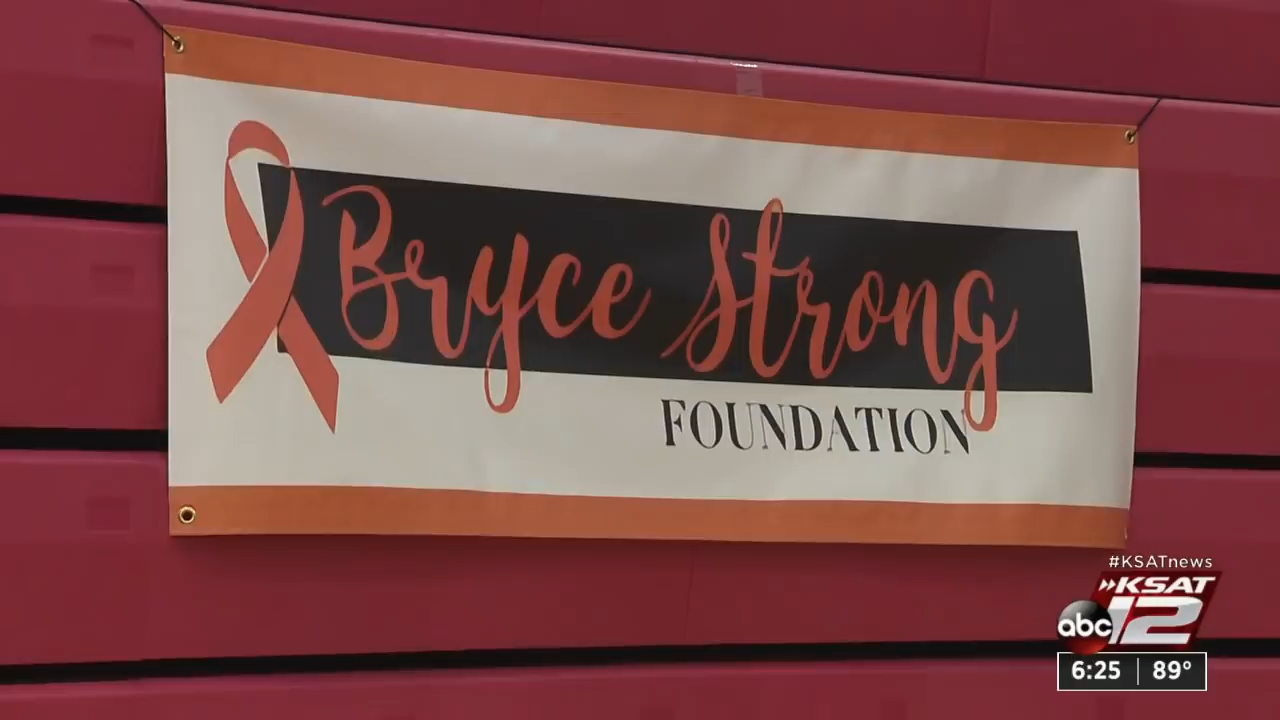 Bryce Strong
FOUNDATION
#KSATnews
KSAT
abc 12
6:25 89°